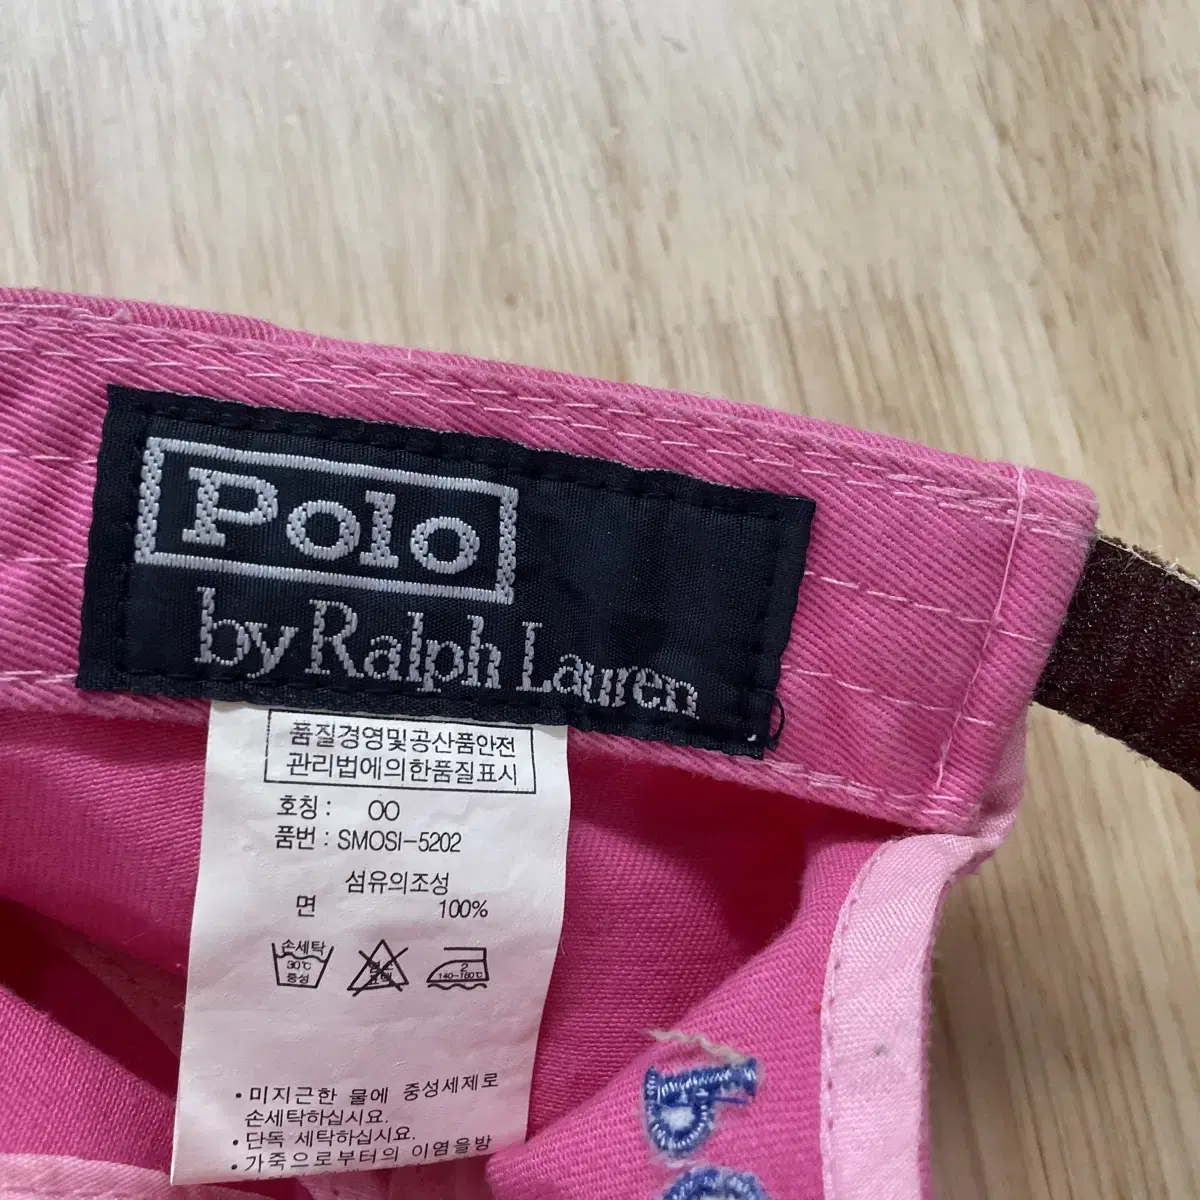 Polo
by Ralph Lauren
품질경영및공산품안전
관리법에의한품질표시
호칭 : OO
품번 : SMOSI-5202
섬유의조성
면 100%
손세탁
30℃
중성
2
140-160℃
• 미지근한 물에 중성세제로
손세탁하십시요.
• 단독 세탁하십시요.
• 가죽으로부터의 이염을방